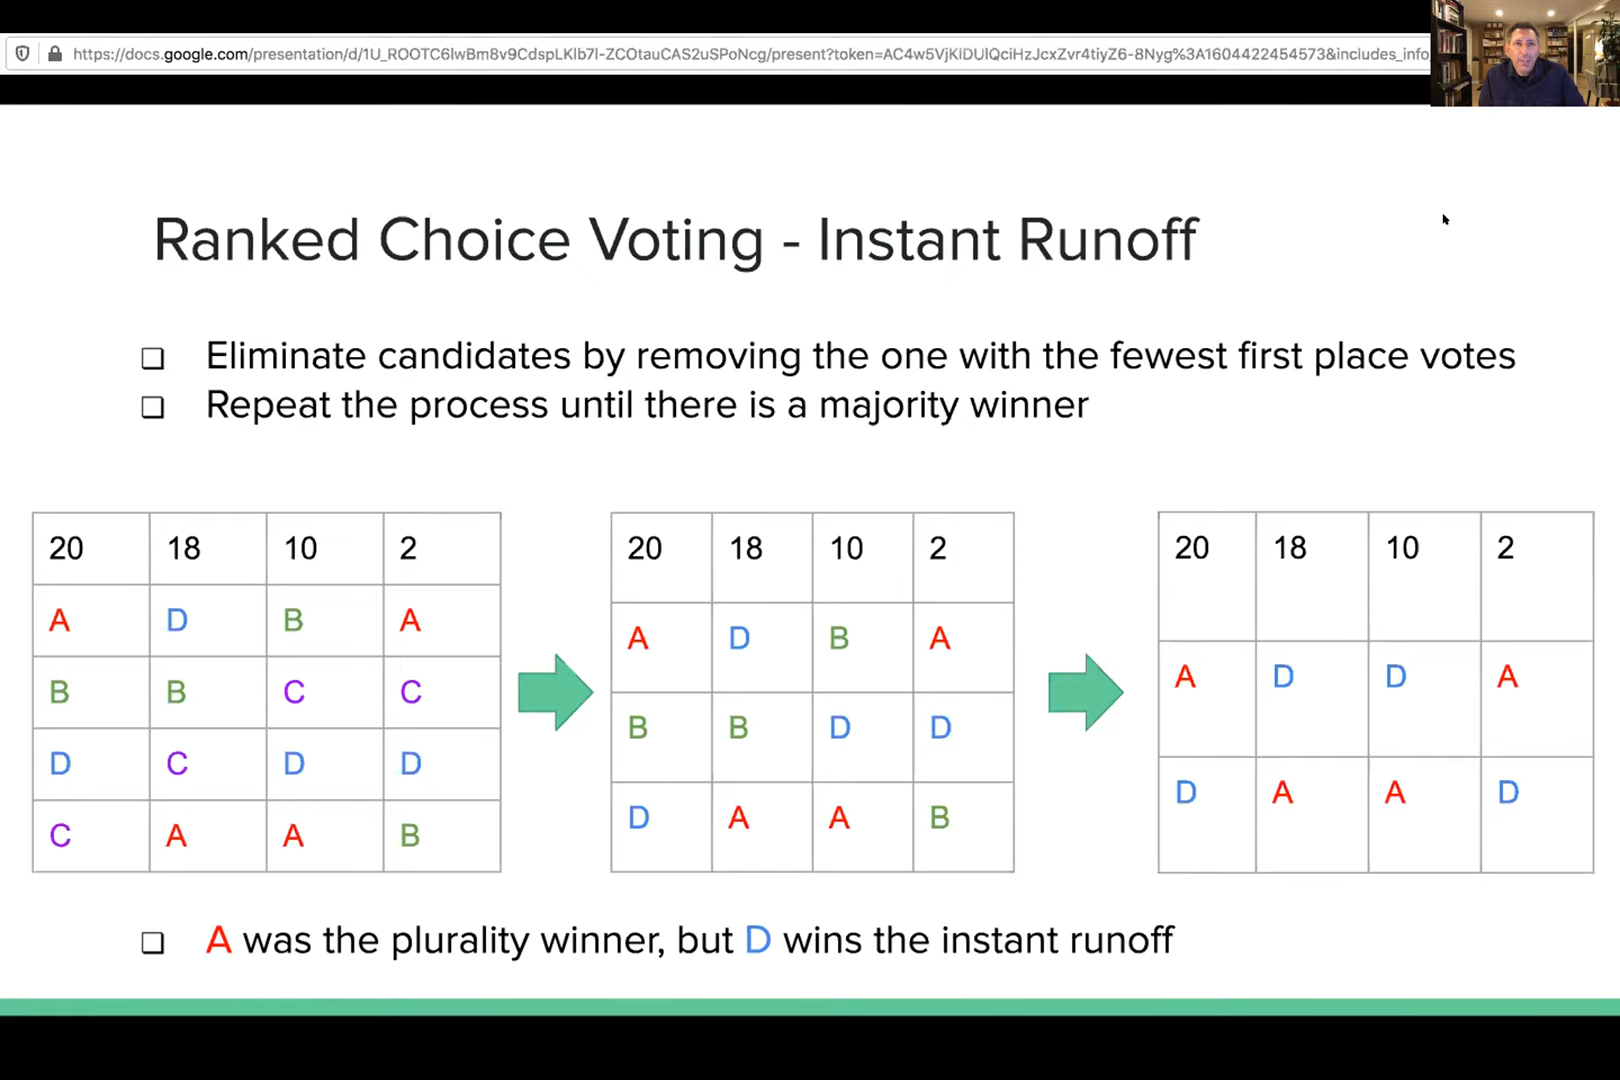 https://docs.google.com/presentation/d/1U_ROOTC6lwBm8v9CdspLKlb7l-ZCOtauCAS2uSPoNcg/present?token=AC4w5VjKiDUlQciHzJcxZvr4tiyZ6-8Nyg%3A1604422454573&includes_info_
Ranked Choice Voting - Instant Runoff
❏ Eliminate candidates by removing the one with the fewest first place votes
❏ Repeat the process until there is a majority winner
20 18 10 2
A D B A
B B C C
D C D D
C A A B
20 18 10 2
A D B A
B B D D
D A A B
20 18 10 2
A D D A
D A A D
❏ A was the plurality winner, but D wins the instant runoff